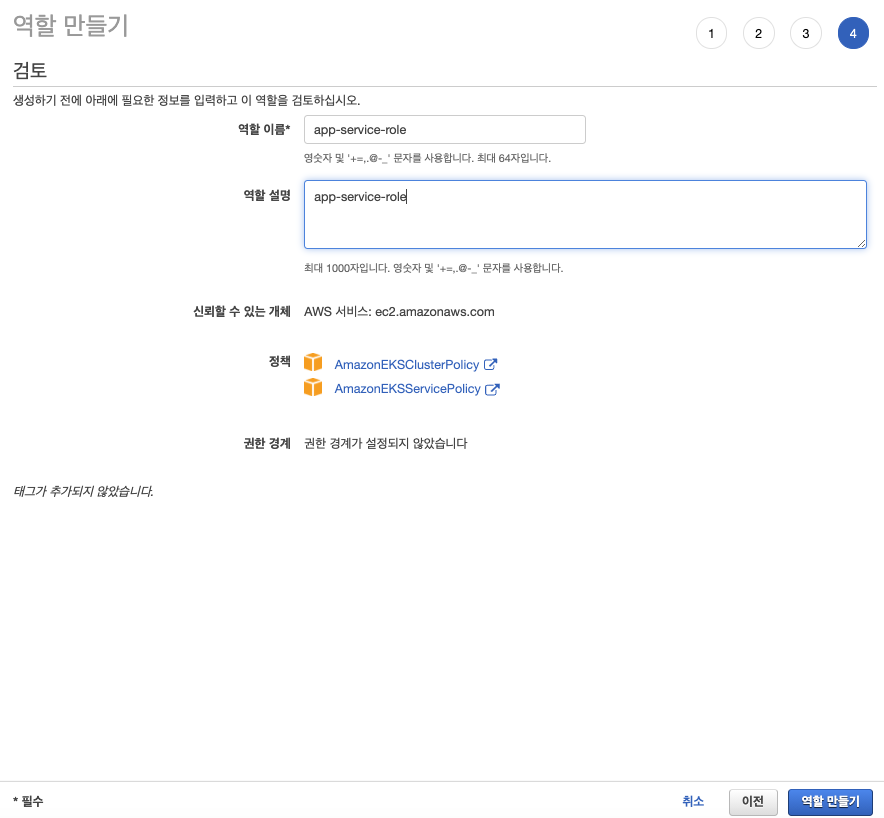 역할 만들기
1 2 3 4
검토
생성하기 전에 아래에 필요한 정보를 입력하고 이 역할을 검토하십시오.
역할 이름* app-service-role
영숫자 및 '+=,.@-_' 문자를 사용합니다. 최대 64자입니다.
역할 설명 app-service-role
최대 1000자입니다. 영숫자 및 '+=,.@-_' 문자를 사용합니다.
신뢰할 수 있는 개체 AWS 서비스: ec2.amazonaws.com
정책 AmazonEKSClusterPolicy
AmazonEKSServicePolicy
권한 경계 권한 경계가 설정되지 않았습니다
태그가 추가되지 않았습니다.
* 필수 취소 이전 역할 만들기